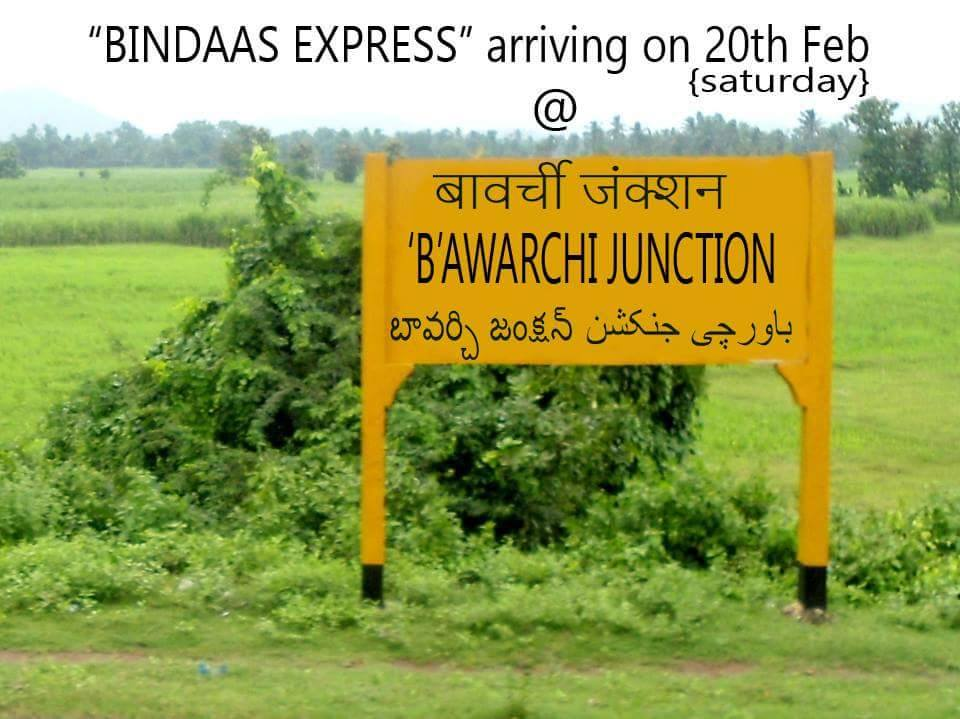 "BINDAAS EXPRESS" arriving on 20th Feb
{saturday}
@
बावर्ची जंक्शन
'B'AWARCHI JUNCTION
బావర్చి జంక్షన్ باورچی جنکشن